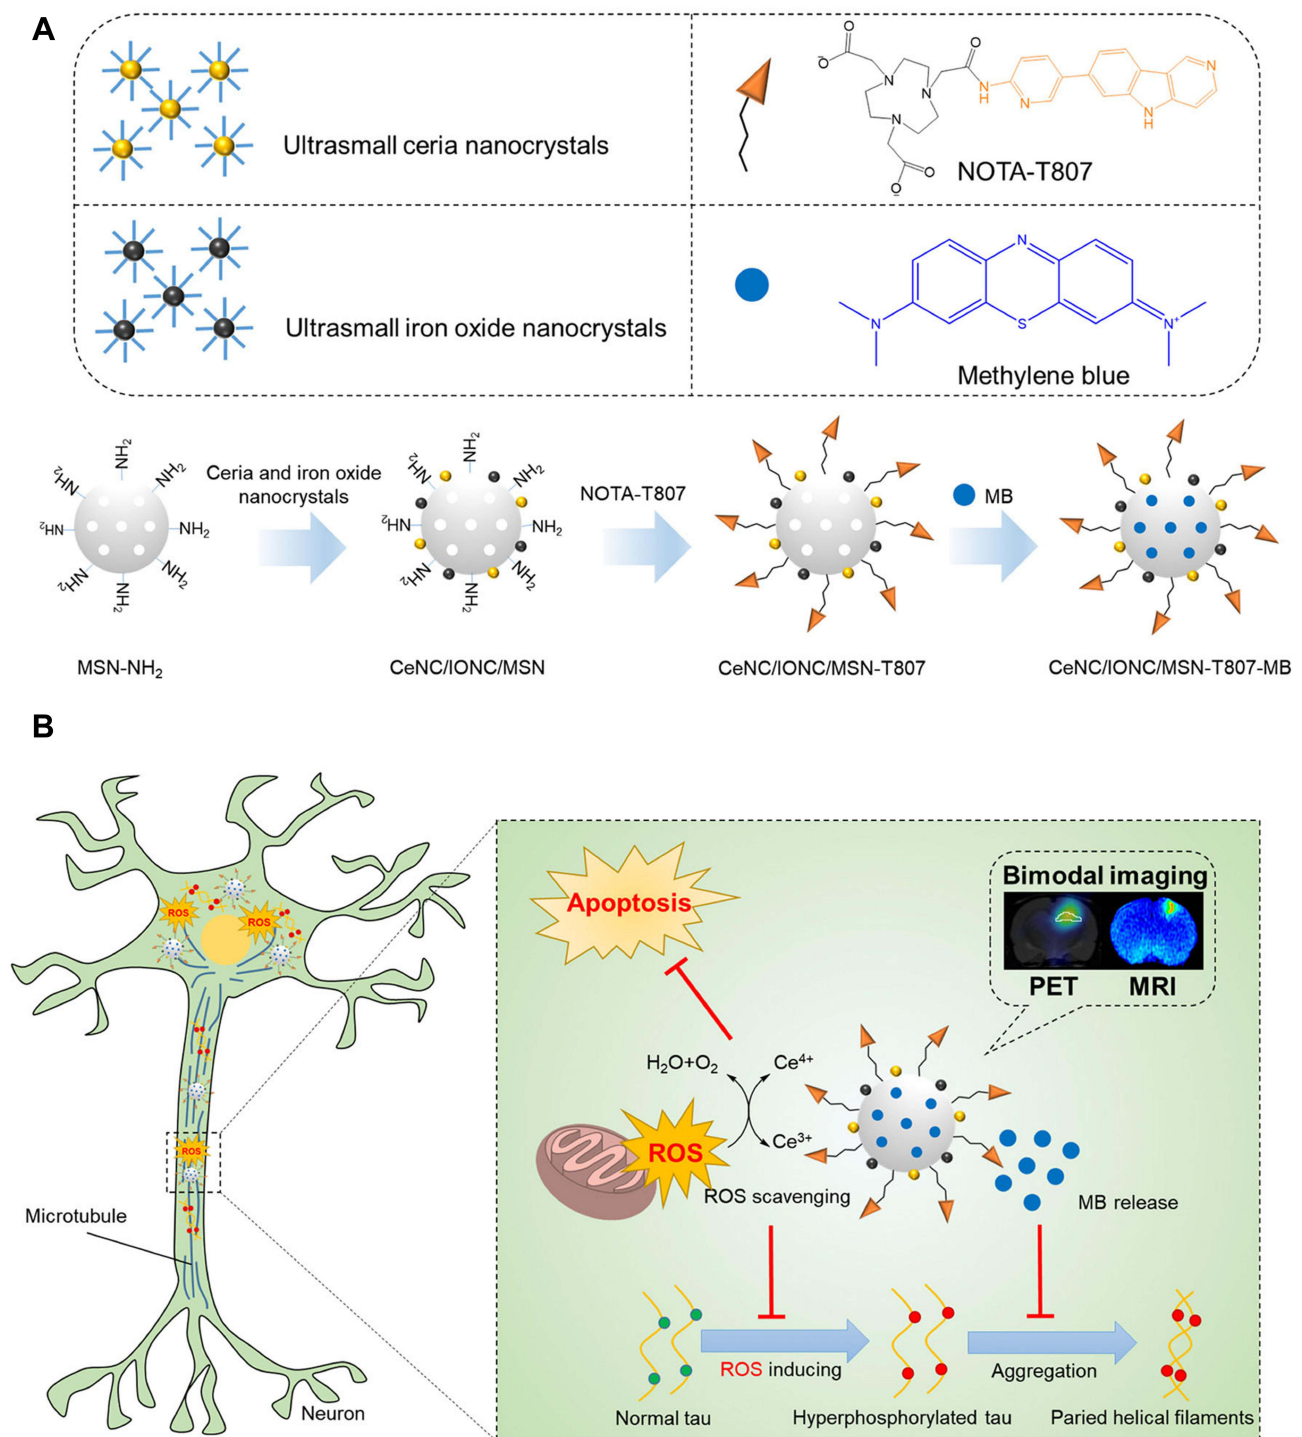 A
Ultrasmall ceria nanocrystals
O
-O
N
N
N
O
N
H
N
N
H
N
O
O-
NOTA-T807
Ultrasmall iron oxide nanocrystals
N
S
N
N+
Methylene blue
NH2
NH2
NH2
NH2
NH2
NH2
NH2
NH2
MSN-NH2
Ceria and iron oxide
nanocrystals
NH2
NH2
NH2
NH2
NH2
NH2
NH2
NH2
CeNC/IONC/MSN
NOTA-T807
CeNC/IONC/MSN-T807
MB
CeNC/IONC/MSN-T807-MB
B
ROS
ROS
ROS
Microtubule
Neuron
Apoptosis
Bimodal imaging
PET
MRI
H2O+O2
Ce4+
Ce3+
ROS
ROS scavenging
MB release
ROS inducing
Aggregation
Normal tau
Hyperphosphorylated tau
Paried helical filaments